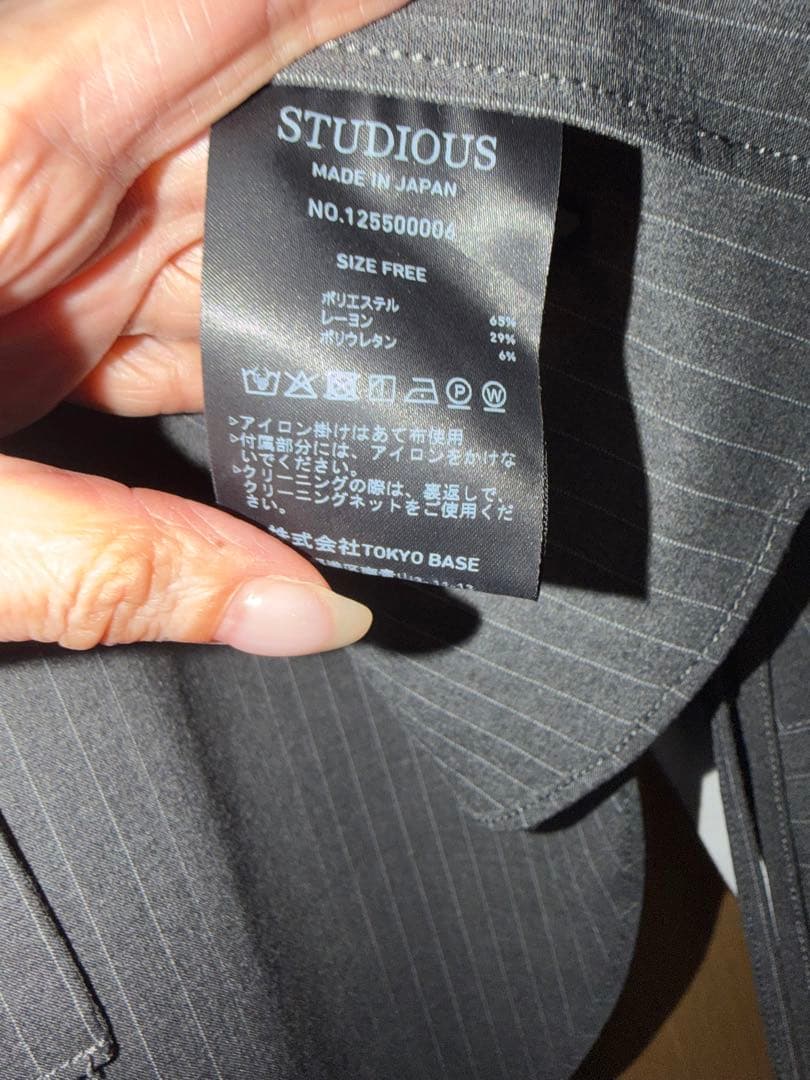 STUDIOUS
MADE IN JAPAN
NO.125500004
SIZE FREE
ポリエステル 65%
レーヨン 29%
ポリウレタン 6%
P W
>アイロン掛けはあて布使用
>付属部分には、アイロンをかけな
いでください。
>クリーニングの際は、裏返しで、
クリーニングネットをご使用くだ
さい。
株式会社TOKYO BASE